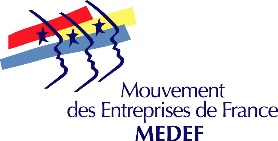 Mouvement
des Entreprises de France
MEDEF